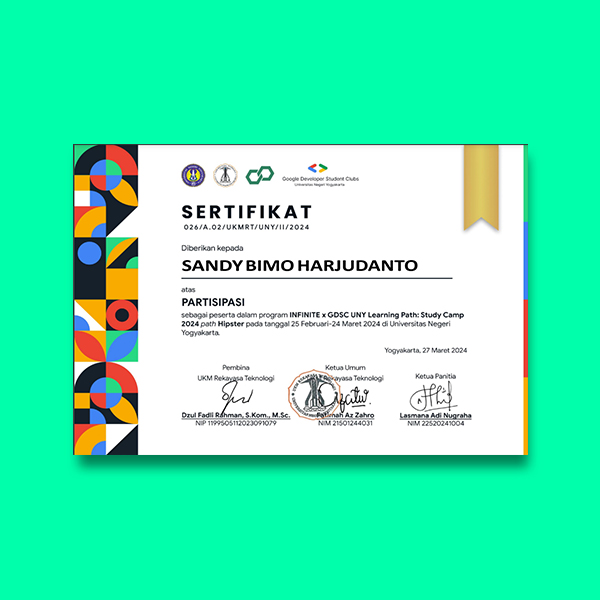 Google Developer Student Clubs
Universitas Negeri Yogyakarta
SERTIFIKAT
026/A.02/UKMRT/UNY/II/2024
Diberikan kepada
SANDY BIMO HARJUDANTO
atas
PARTISIPASI
sebagai peserta dalam program INFINITE x GDSC UNY Learning Path: Study Camp
2024 path Hipster pada tanggal 25 Februari-24 Maret 2024 di Universitas Negeri
Yogyakarta.
Yogyakarta, 27 Maret 2024
Pembina
UKM Rekayasa Teknologi
Dzul Fadli Rahman, S.Kom., M.Sc.
NIP 1199505112023091079
Ketua Umum
Rekayasa Teknologi
Fatimah Az Zahro
NIM 21501244031
Ketua Panitia
Lasmana Adi Nugraha
NIM 22520241004